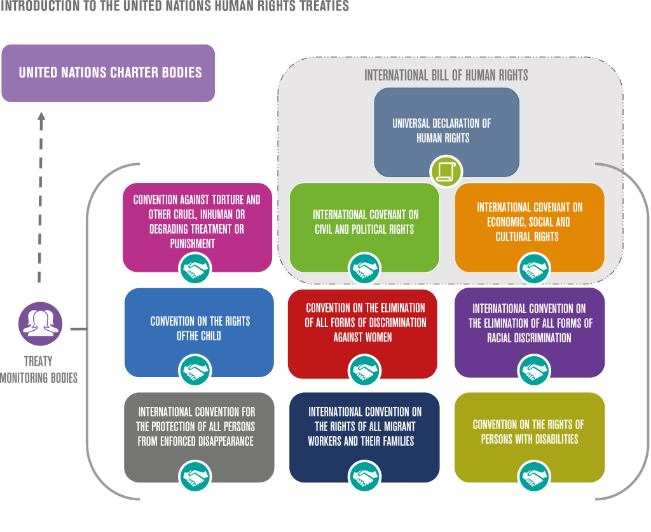 INTRODUCTION TO THE UNITED NATIONS HUMAN RIGHTS TREATIES
UNITED NATIONS CHARTER BODIES
INTERNATIONAL BILL OF HUMAN RIGHTS
UNIVERSAL DECLARATION OF
HUMAN RIGHTS
CONVENTION AGAINST TORTURE AND
OTHER CRUEL, INHUMAN OR
DEGRADING TREATMENT OR
PUNISHMENT
INTERNATIONAL COVENANT ON
CIVIL AND POLITICAL RIGHTS
INTERNATIONAL COVENANT ON
ECONOMIC, SOCIAL AND
CULTURAL RIGHTS
CONVENTION ON THE RIGHTS
OFTHE CHILD
CONVENTION ON THE ELIMINATION
OF ALL FORMS OF DISCRIMINATION
AGAINST WOMEN
INTERNATIONAL CONVENTION ON
THE ELIMINATION OF ALL FORMS OF
RACIAL DISCRIMINATION
TREATY
MONITORING BODIES
INTERNATIONAL CONVENTION FOR
THE PROTECTION OF ALL PERSONS
FROM ENFORCED DISAPPEARANCE
INTERNATIONAL CONVENTION ON
THE RIGHTS OF ALL MIGRANT
WORKERS AND THEIR FAMILIES
CONVENTION ON THE RIGHTS OF
PERSONS WITH DISABILITIES